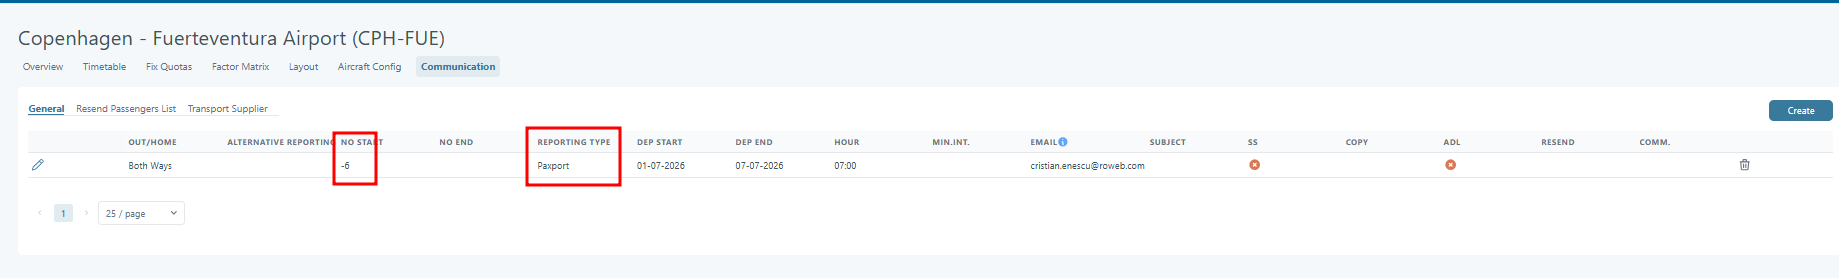 Copenhagen - Fuerteventura Airport (CPH-FUE)
Overview Timetable Fix Quotas Factor Matrix Layout Aircraft Config Communication
General Resend Passengers List Transport Supplier
Create
OUT/HOME ALTERNATIVE REPORTING NO START NO END REPORTING TYPE DEP START DEP END HOUR MIN.INT. EMAIL SUBJECT SS COPY ADL RESEND COMM.
Both Ways -6 Paxport 01-07-2026 07-07-2026 07:00 cristian.enescu@roweb.com
1 25 / page